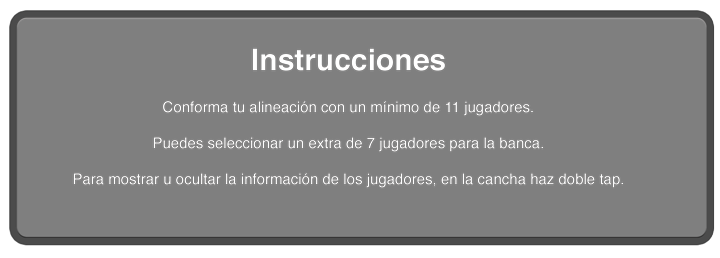 Instrucciones
Conforma tu alineación con un mínimo de 11 jugadores.
Puedes seleccionar un extra de 7 jugadores para la banca.
Para mostrar u ocultar la información de los jugadores, en la cancha haz doble tap.